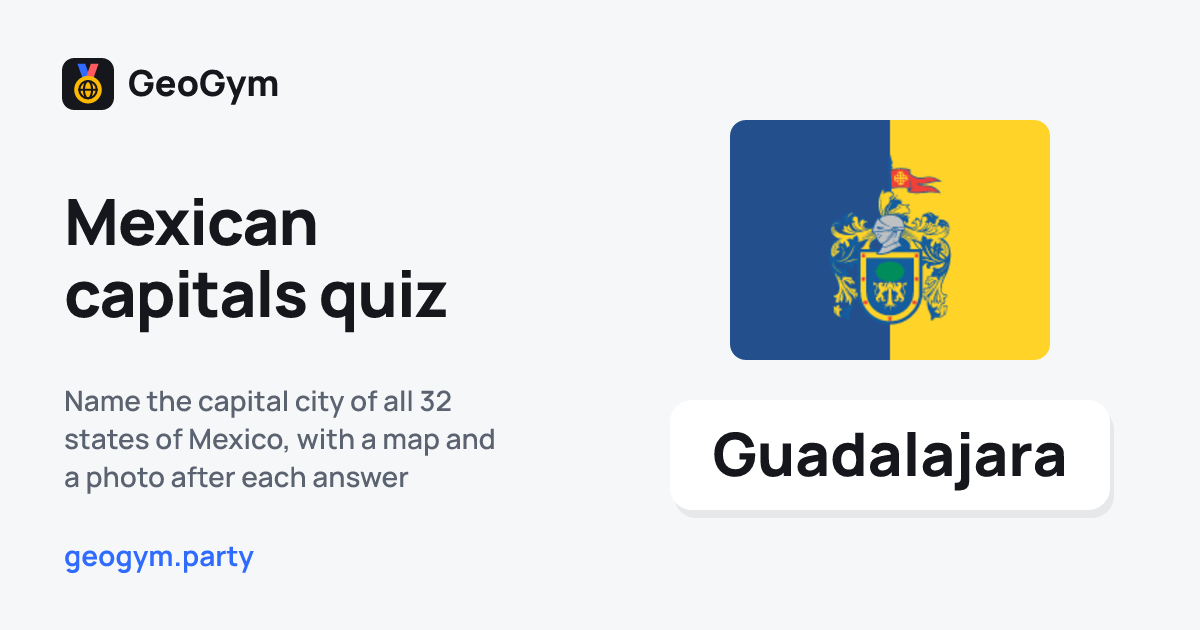 GeoGym
Mexican
capitals quiz
Name the capital city of all 32
states of Mexico, with a map and
a photo after each answer
geogym.party
Guadalajara